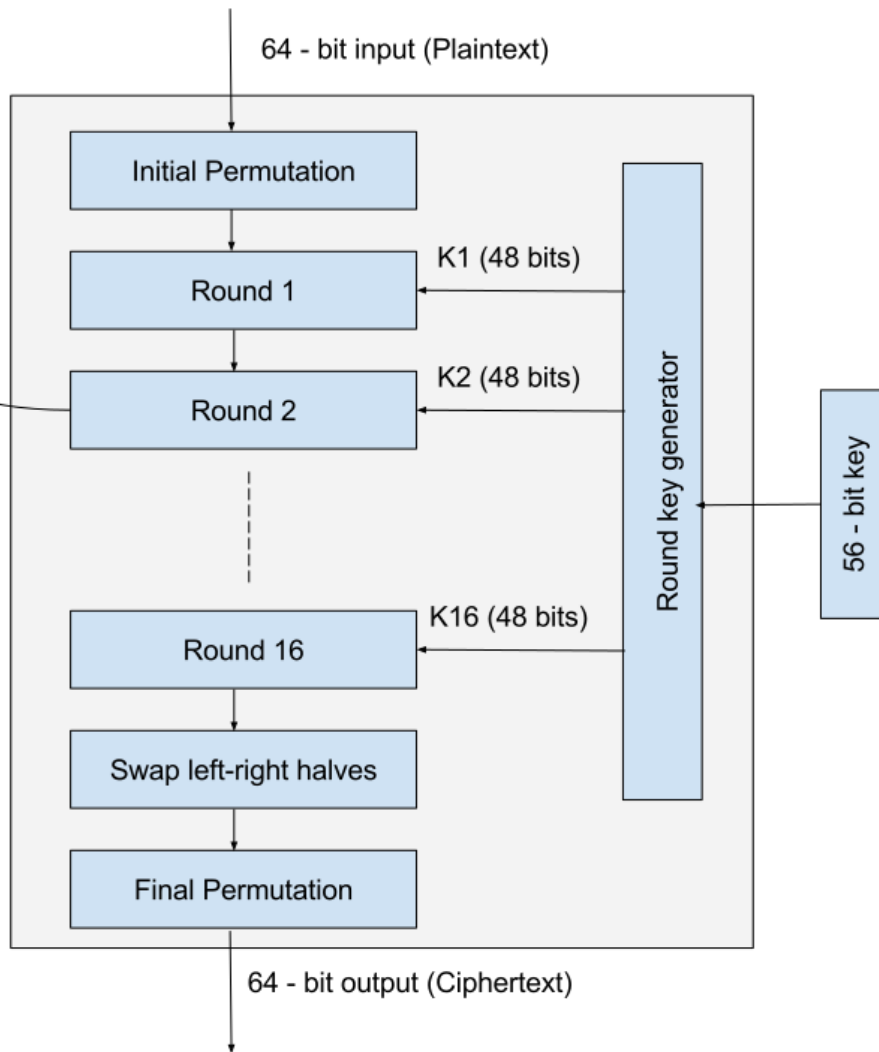 64 - bit input (Plaintext)
Initial Permutation
K1 (48 bits)
Round 1
K2 (48 bits)
Round 2
Round key generator
56 - bit key
K16 (48 bits)
Round 16
Swap left-right halves
Final Permutation
64 - bit output (Ciphertext)